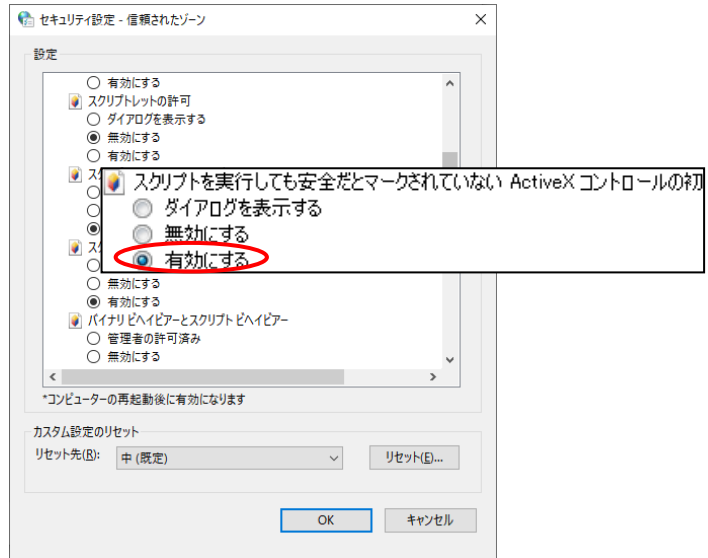 セキュリティ設定 - 信頼されたゾーン
設定
有効にする
スクリプトレットの許可
ダイアログを表示する
無効にする
有効にする
スクリプトを実行しても安全だとマークされていない ActiveX コントロールの初
ダイアログを表示する
無効にする
有効にする
無効にする
有効にする
バイナリ ビヘイビアーとスクリプト ビヘイビアー
管理者の許可済み
無効にする
*コンピューターの再起動後に有効になります
カスタム設定のリセット
リセット先(R):
中 (既定)
リセット(E)...
OK
キャンセル